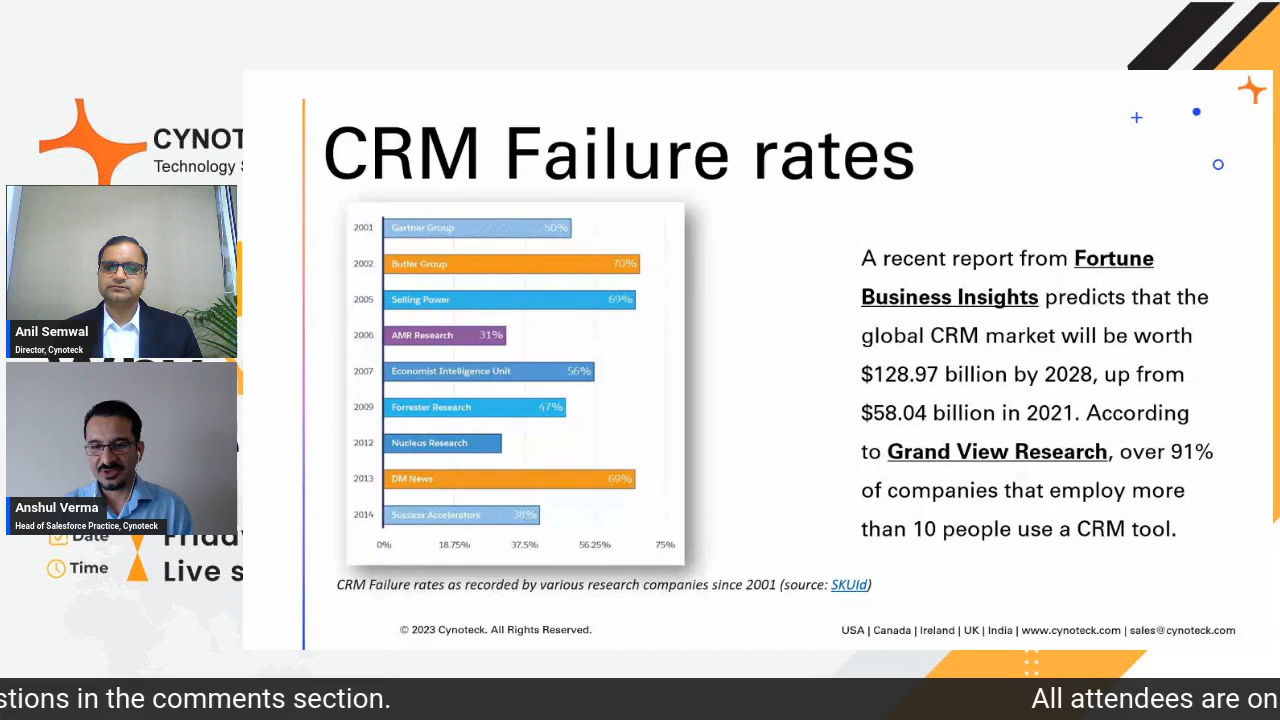 CYNOT
Technology S
Anil Semwal
Director, Cynoteck
Anshul Verma
Head of Salesforce Practice, Cynoteck
Date
Friday
Time
Live s
CRM Failure rates
2001 Gartner Group 50%
2002 Butler Group 70%
2005 Selling Power 69%
2006 AMR Research 31%
2007 Economist Intelligence Unit 56%
2009 Forrester Research 47%
2012 Nucleus Research
2013 DM News 69%
2014 Success Accelerators 38%
0% 18.75% 37.5% 56.25% 75%
CRM Failure rates as recorded by various research companies since 2001 (source: SKUId)
A recent report from Fortune
Business Insights predicts that the
global CRM market will be worth
$128.97 billion by 2028, up from
$58.04 billion in 2021. According
to Grand View Research, over 91%
of companies that employ more
than 10 people use a CRM tool.
© 2023 Cynoteck. All Rights Reserved.
USA | Canada | Ireland | UK | India | www.cynoteck.com | sales@cynoteck.com
stions in the comments section.
All attendees are on